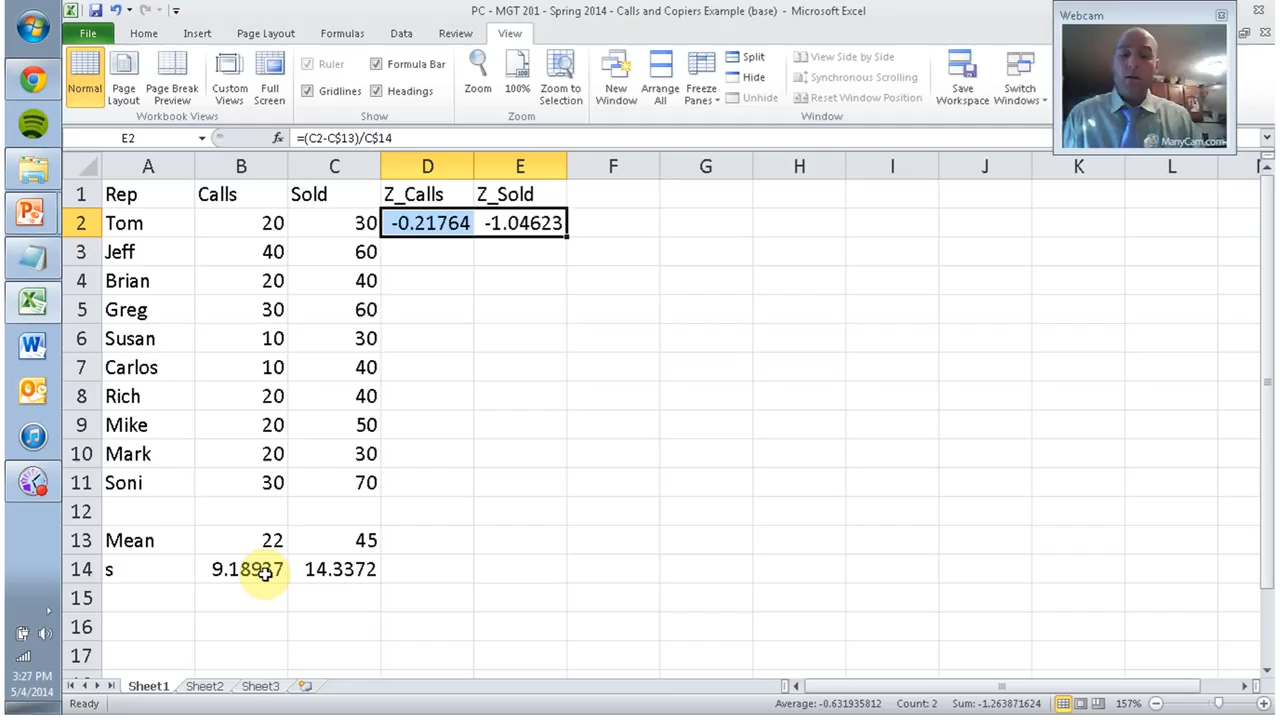 PC - MGT 201 - Spring 2014 - Calls and Copiers Example (base) - Microsoft Excel
Webcam
File Home Insert Page Layout Formulas Data Review View
Normal
Page Layout
Page Break Preview
Custom Views
Full Screen
Workbook Views
Ruler
Formula Bar
Gridlines
Headings
Show
Zoom
100%
Zoom to Selection
Zoom
New Window
Arrange All
Freeze Panes
Split
Hide
Unhide
View Side by Side
Synchronous Scrolling
Reset Window Position
Window
Save Workspace
Switch Windows
ManyCam.com
E2 fx =(C2-C$13)/C$14
A B C D E F G H I J K L
1 Rep Calls Sold Z_Calls Z_Sold
2 Tom 20 30 -0.21764 -1.04623
3 Jeff 40 60
4 Brian 20 40
5 Greg 30 60
6 Susan 10 30
7 Carlos 10 40
8 Rich 20 40
9 Mike 20 50
10 Mark 20 30
11 Soni 30 70
12
13 Mean 22 45
14 s 9.18937 14.3372
15
16
17
Sheet1 Sheet2 Sheet3
Ready Average: -0.631935812 Count: 2 Sum: -1.263871624 157%
3:27 PM
5/4/2014